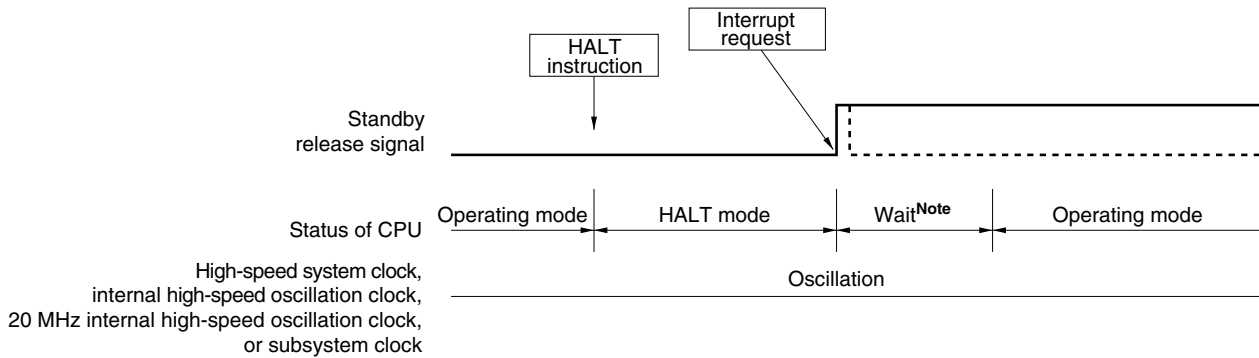 Interrupt
request
HALT
instruction
Standby
release signal
Status of CPU
Operating mode
HALT mode
WaitNote
Operating mode
High-speed system clock,
internal high-speed oscillation clock,
20 MHz internal high-speed oscillation clock,
or subsystem clock
Oscillation